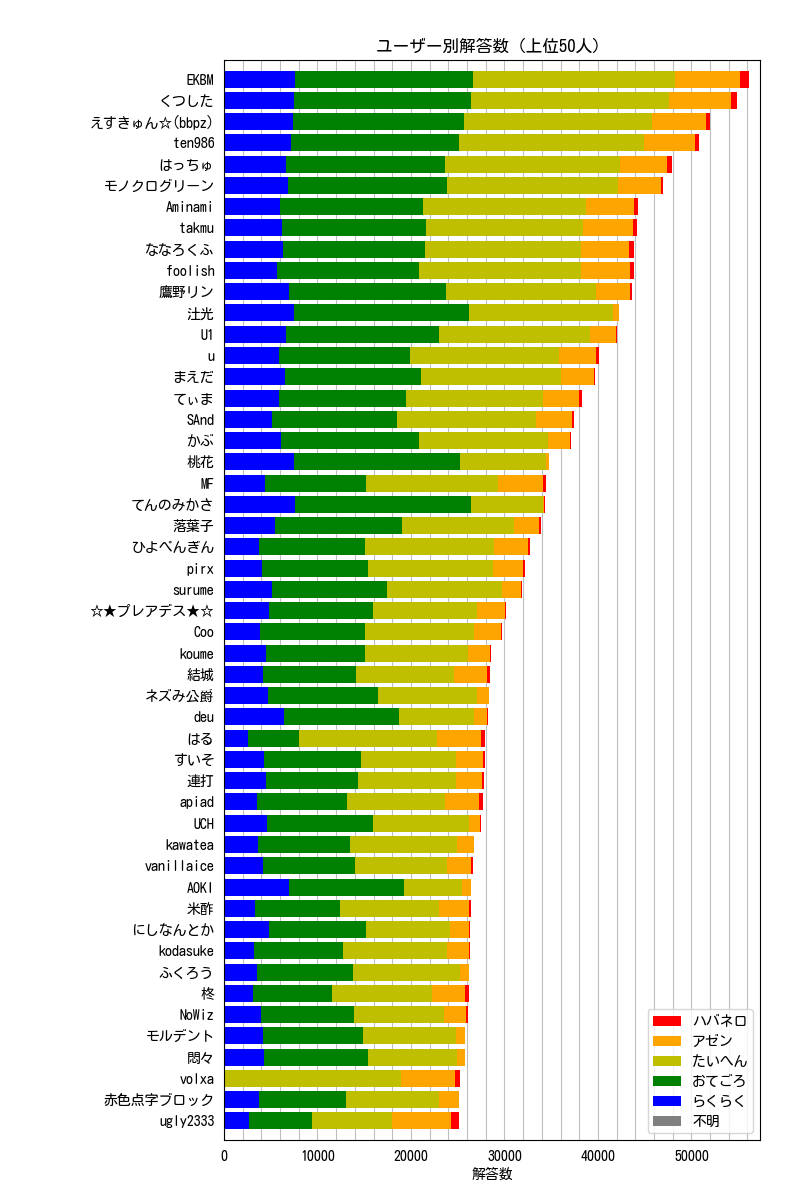 ユーザー別解答数 (上位50人)
EKBM
くつした
えすきゅん☆(bbpz)
ten986
はっちゅ
モノクログリーン
Aminami
takmu
ななろくふ
foolish
鷹野リン
汢光
U1
u
まえだ
てぃま
SAnd
かぶ
桃花
MF
てんのみかさ
落葉子
ひよぺんぎん
pirx
surume
☆★プレアデス★☆
Coo
koume
結城
ネズみ公爵
deu
はる
すいそ
連打
apiad
UCH
kawatea
vanillaice
AOKI
米酢
にしなんとか
kodasuke
ふくろう
柊
NoWiz
モルデント
悶々
volxa
赤色点字ブロック
ugly2333
ハバネロ
アゼン
たいへん
おてごろ
らくらく
不明
0 10000 20000 30000 40000 50000
解答数